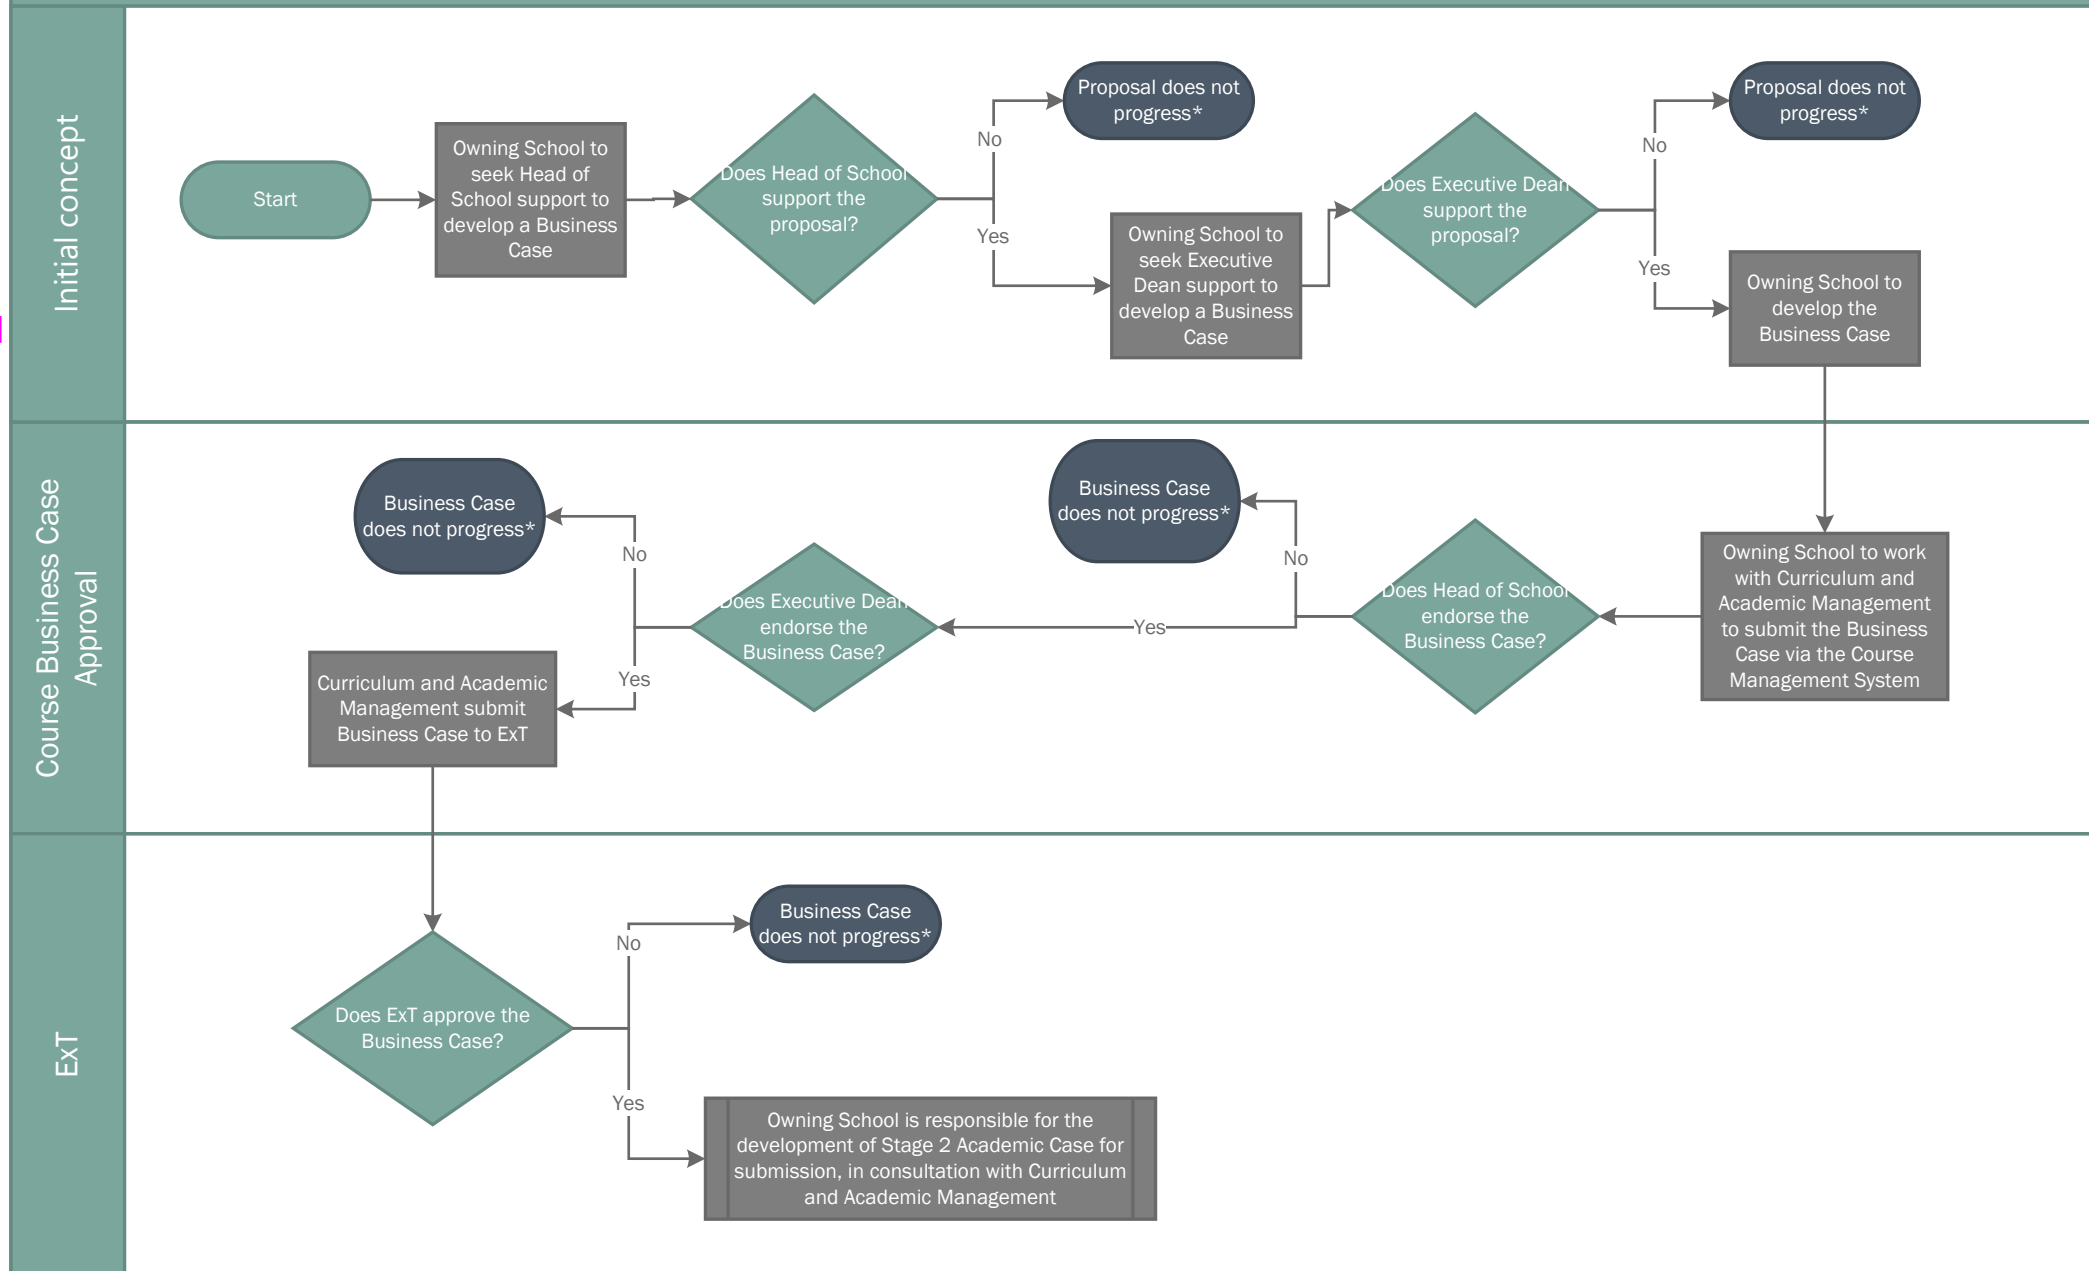 Initial concept
Start
Owning School to
seek Head of
School support to
develop a Business
Case
Does Head of School
support the
proposal?
No
Proposal does not
progress*
Yes
Owning School to
seek Executive
Dean support to
develop a Business
Case
Does Executive Dean
support the
proposal?
No
Proposal does not
progress*
Yes
Owning School to
develop the
Business Case
Course Business Case
Approval
Owning School to work
with Curriculum and
Academic Management
to submit the Business
Case via the Course
Management System
Does Head of School
endorse the
Business Case?
No
Business Case
does not progress*
Yes
Does Executive Dean
endorse the
Business Case?
No
Business Case
does not progress*
Yes
Curriculum and Academic
Management submit
Business Case to ExT
ExT
Does ExT approve the
Business Case?
No
Business Case
does not progress*
Yes
Owning School is responsible for the
development of Stage 2 Academic Case for
submission, in consultation with Curriculum
and Academic Management